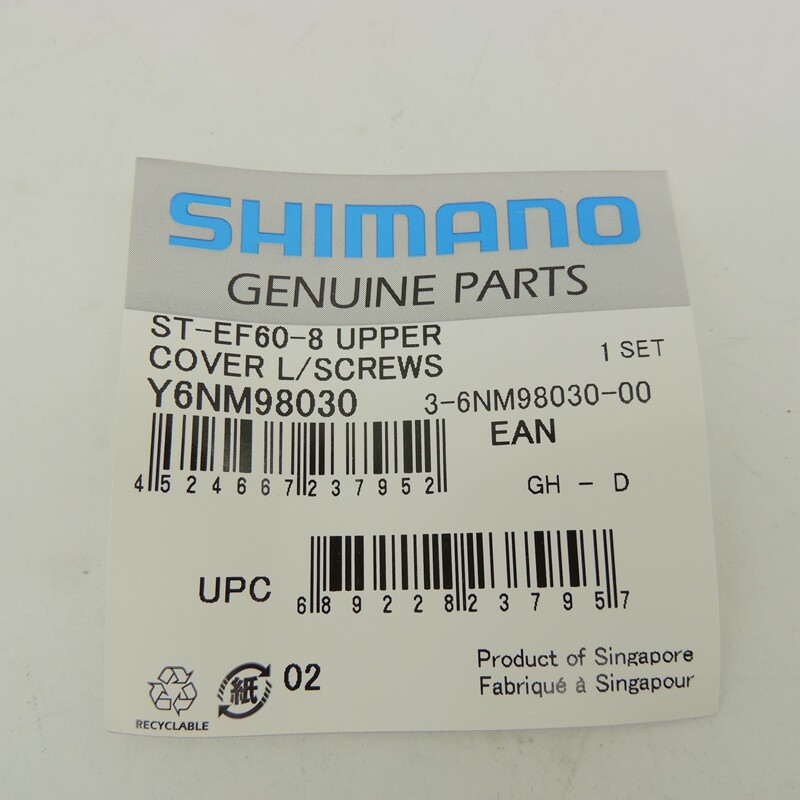 SHIMANO
GENUINE PARTS
ST-EF60-8 UPPER
COVER L/SCREWS
1 SET
Y6NM98030
3-6NM98030-00
EAN
4 524667 237952
GH - D
UPC
6 89228 23795 7
紙
02
RECYCLABLE
Product of Singapore
Fabriqué à Singapour